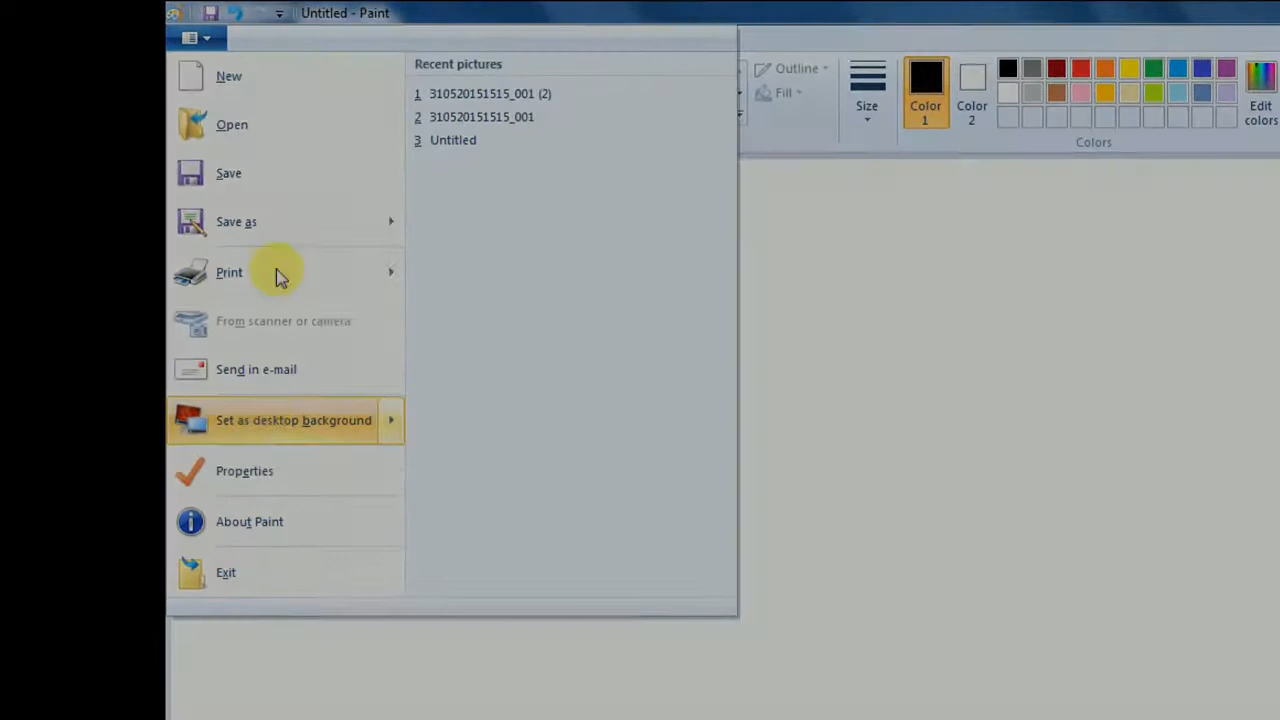 Untitled - Paint
Recent pictures
New
1 310520151515_001 (2)
2 310520151515_001
3 Untitled
Open
Save
Save as
Print
From scanner or camera
Send in e-mail
Set as desktop background
Properties
About Paint
Exit
Outline
Fill
Size
Color 1
Color 2
Edit colors
Colors